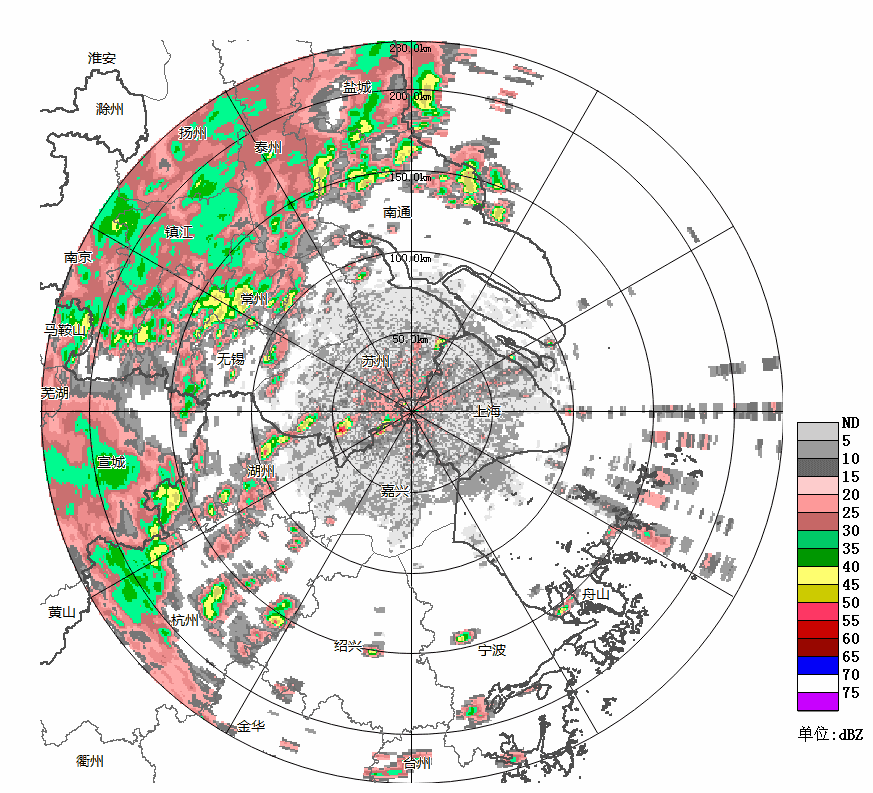 230.0km
淮安
盐城
200.0km
滁州
扬州
泰州
150.0km
南通
镇江
南京
100.0km
常州
马鞍山
50.0km
无锡
苏州
芜湖
上海
宣城
湖州
嘉兴
舟山
黄山
杭州
绍兴
宁波
金华
衢州
台州
ND
5
10
15
20
25
30
35
40
45
50
55
60
65
70
75
单位:dBZ